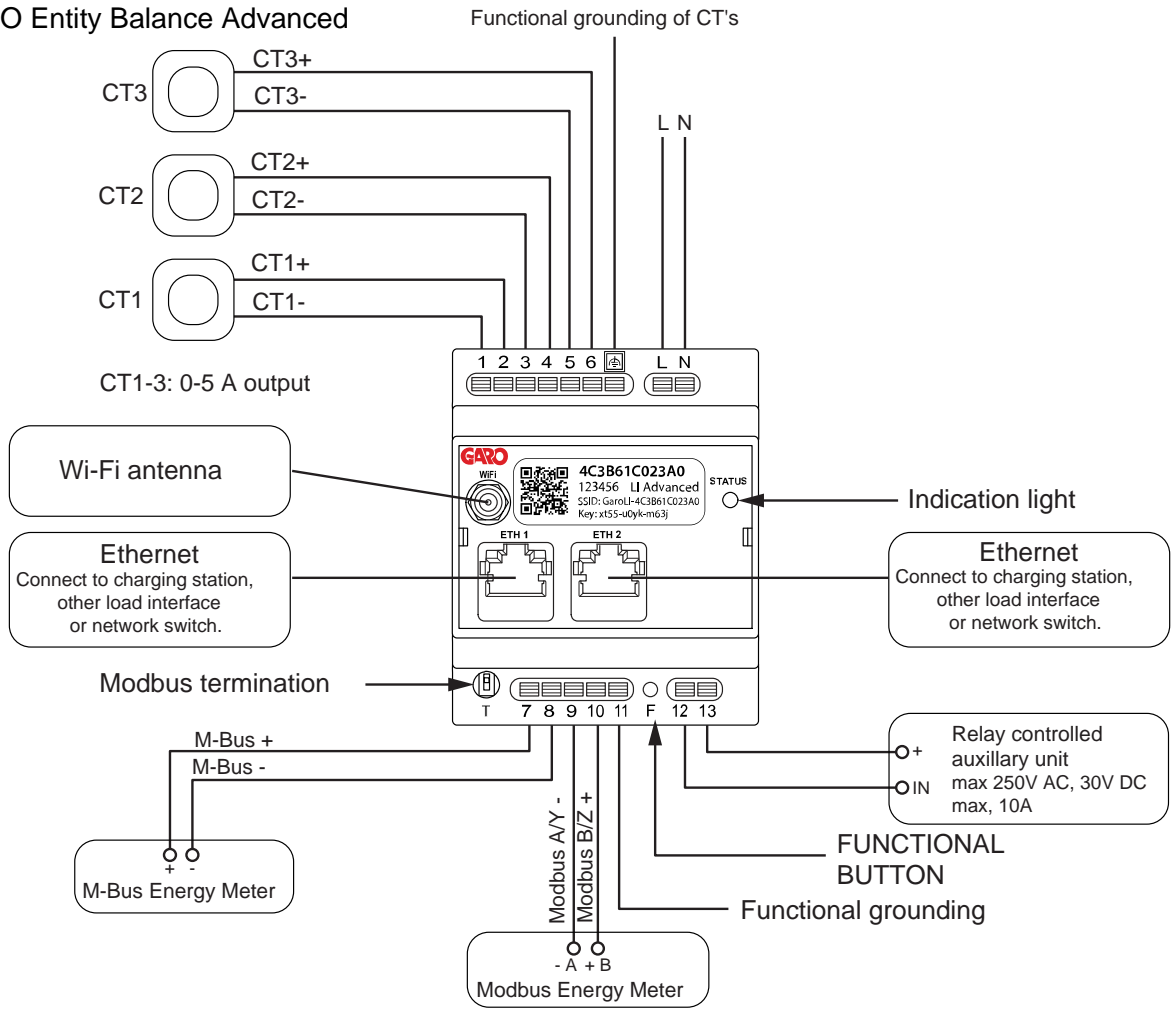 O Entity Balance Advanced
Functional grounding of CT's
CT3+
CT3
CT3-
L N
CT2+
CT2
CT2-
CT1+
CT1
CT1-
1 2 3 4 5 6
L N
CT1-3: 0-5 A output
GARO
WiFi
4C3B61C023A0
123456 LI Advanced
SSID: GaroLI-4C3B61C023A0
Key: xt55-u0yk-m63j
STATUS
Wi-Fi antenna
Indication light
ETH 1
ETH 2
Ethernet
Connect to charging station,
other load interface
or network switch.
Ethernet
Connect to charging station,
other load interface
or network switch.
Modbus termination
T 7 8 9 10 11 F 12 13
M-Bus +
M-Bus -
Modbus A/Y -
Modbus B/Z +
+
IN
Relay controlled
auxillary unit
max 250V AC, 30V DC
max, 10A
+ -
M-Bus Energy Meter
FUNCTIONAL
BUTTON
Functional grounding
- A + B
Modbus Energy Meter